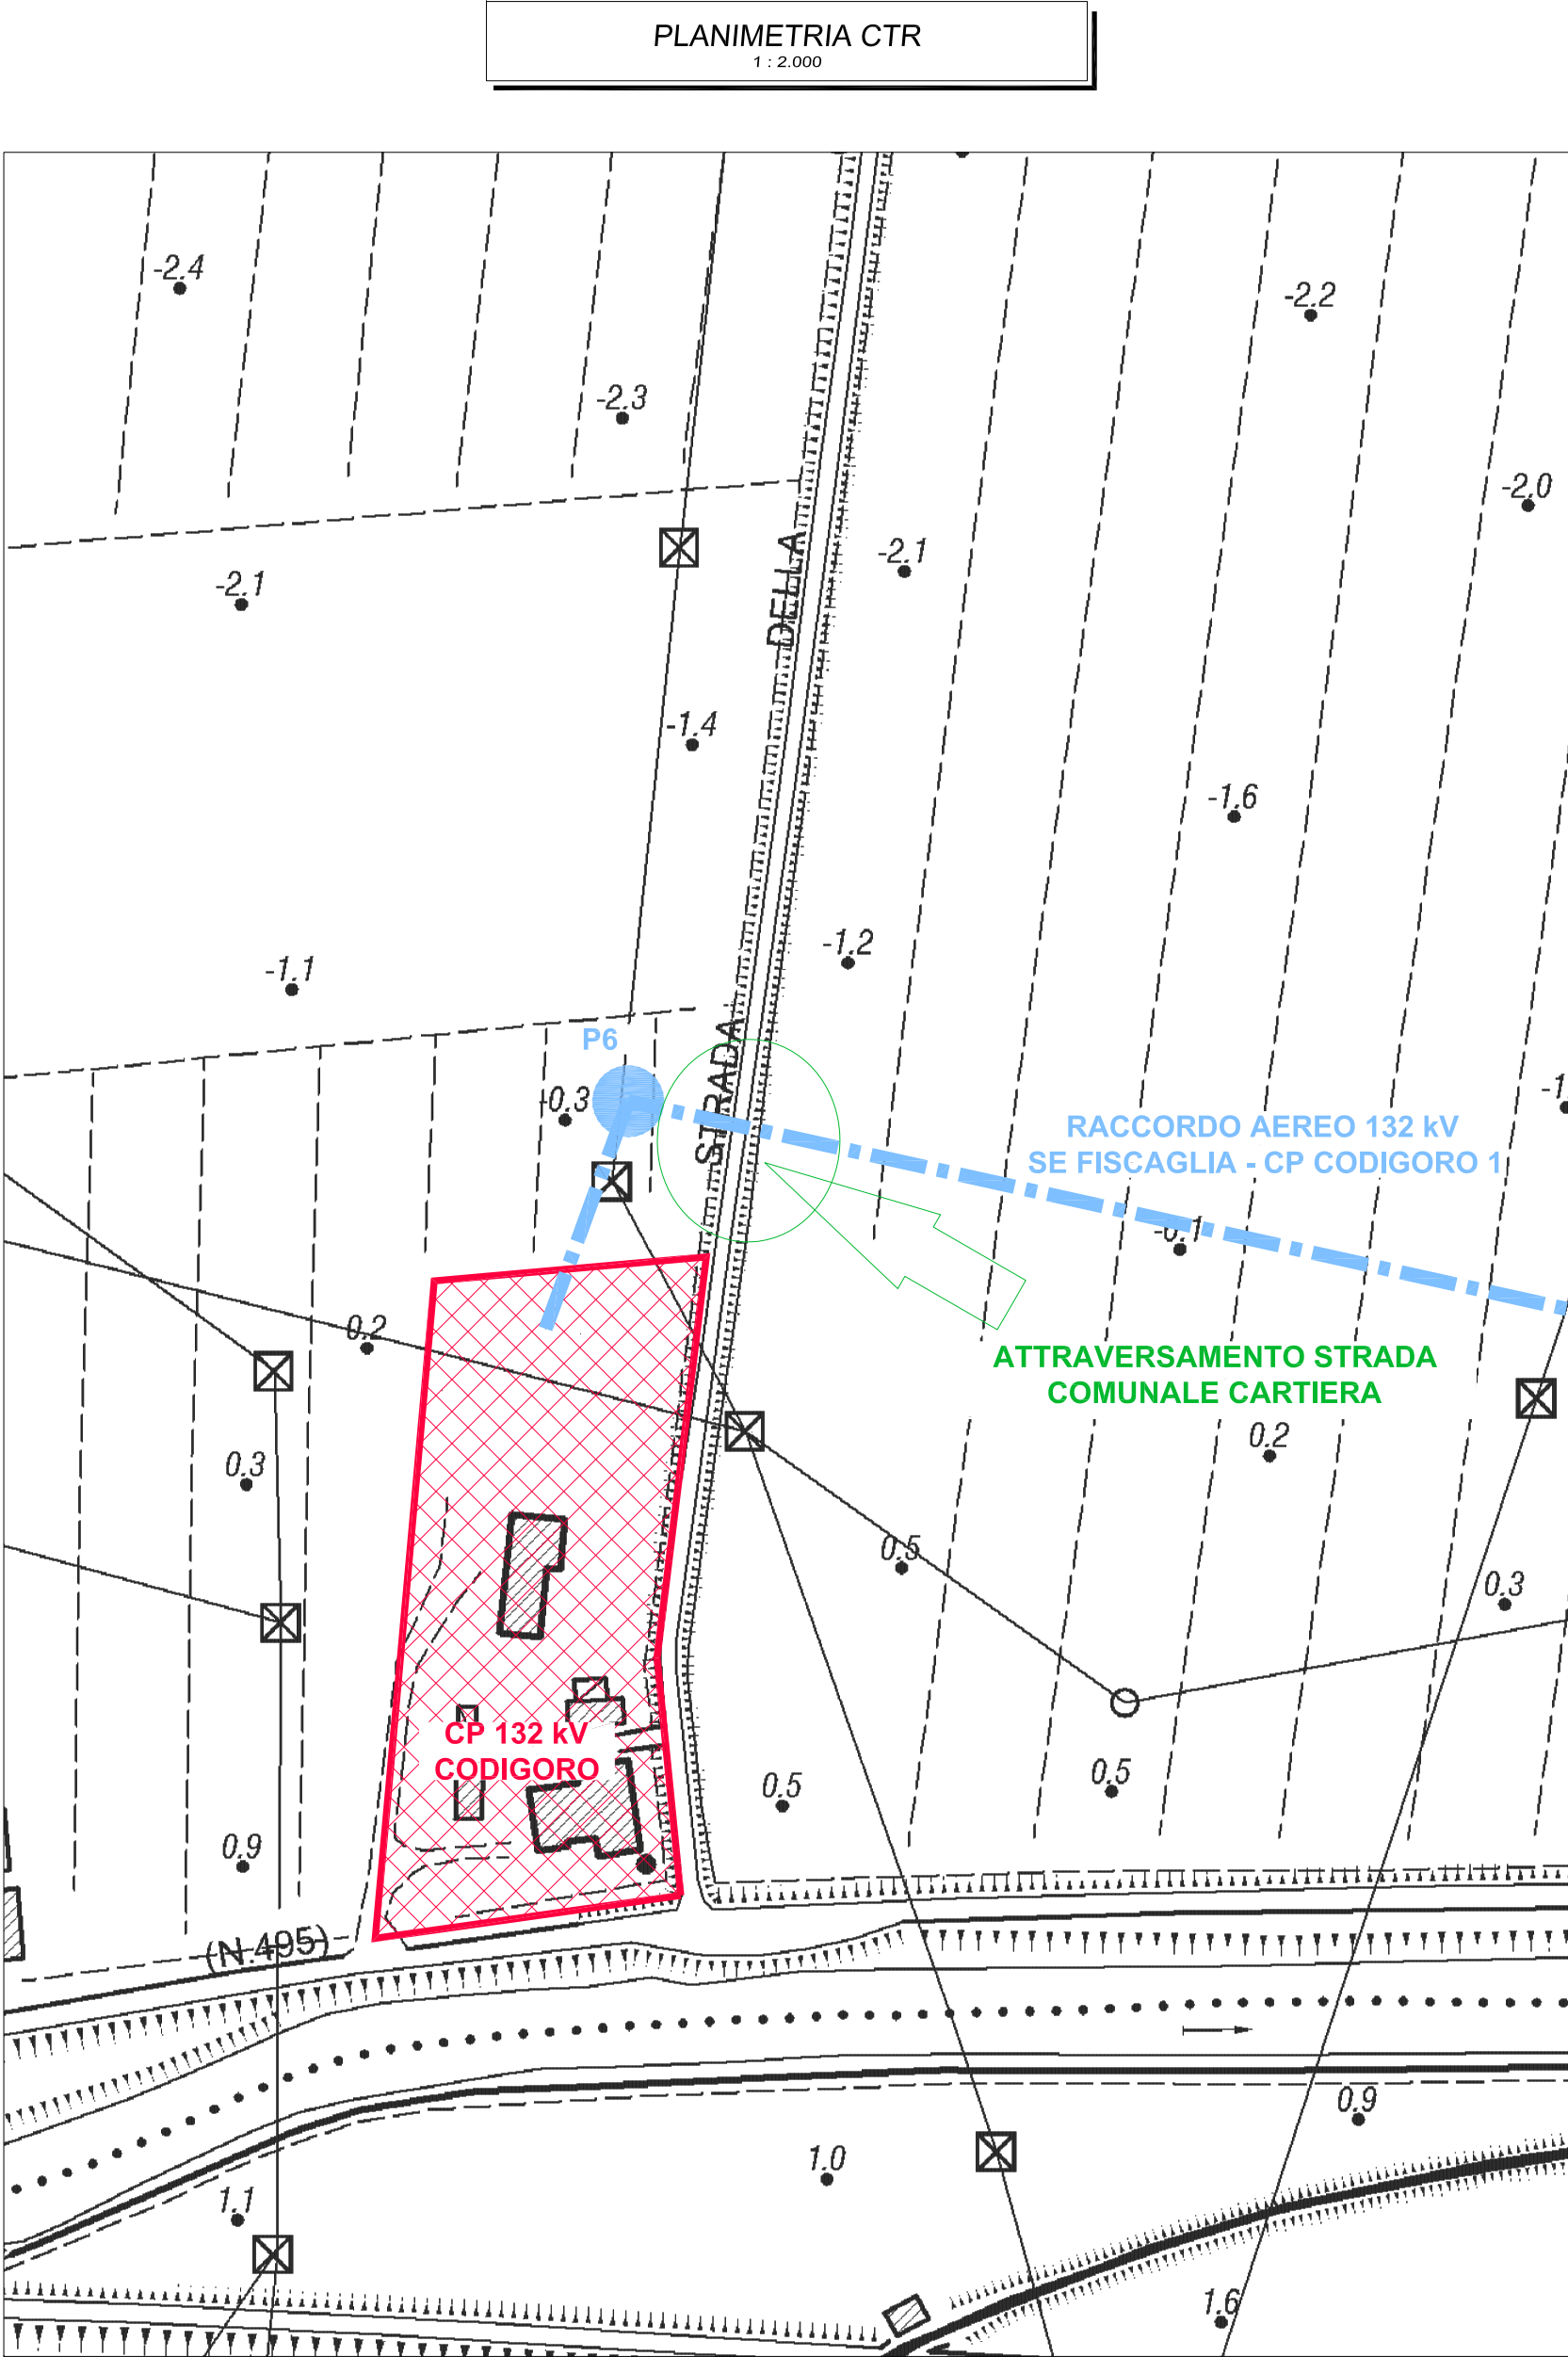 PLANIMETRIA CTR
1 : 2.000
-2.4
-2.2
-2.3
-2.0
-2.1
DELLA
-2.1
-1.4
-1.6
-1.2
-1.1
STRADA
P6
-0.3
RACCORDO AEREO 132 kV
SE FISCAGLIA - CP CODIGORO 1
-0.1
0.2
ATTRAVERSAMENTO STRADA
COMUNALE CARTIERA
0.2
0.3
0.5
0.3
CP 132 kV
CODIGORO
0.5
0.5
0.9
(N.495)
0.9
1.0
1.1
1.6